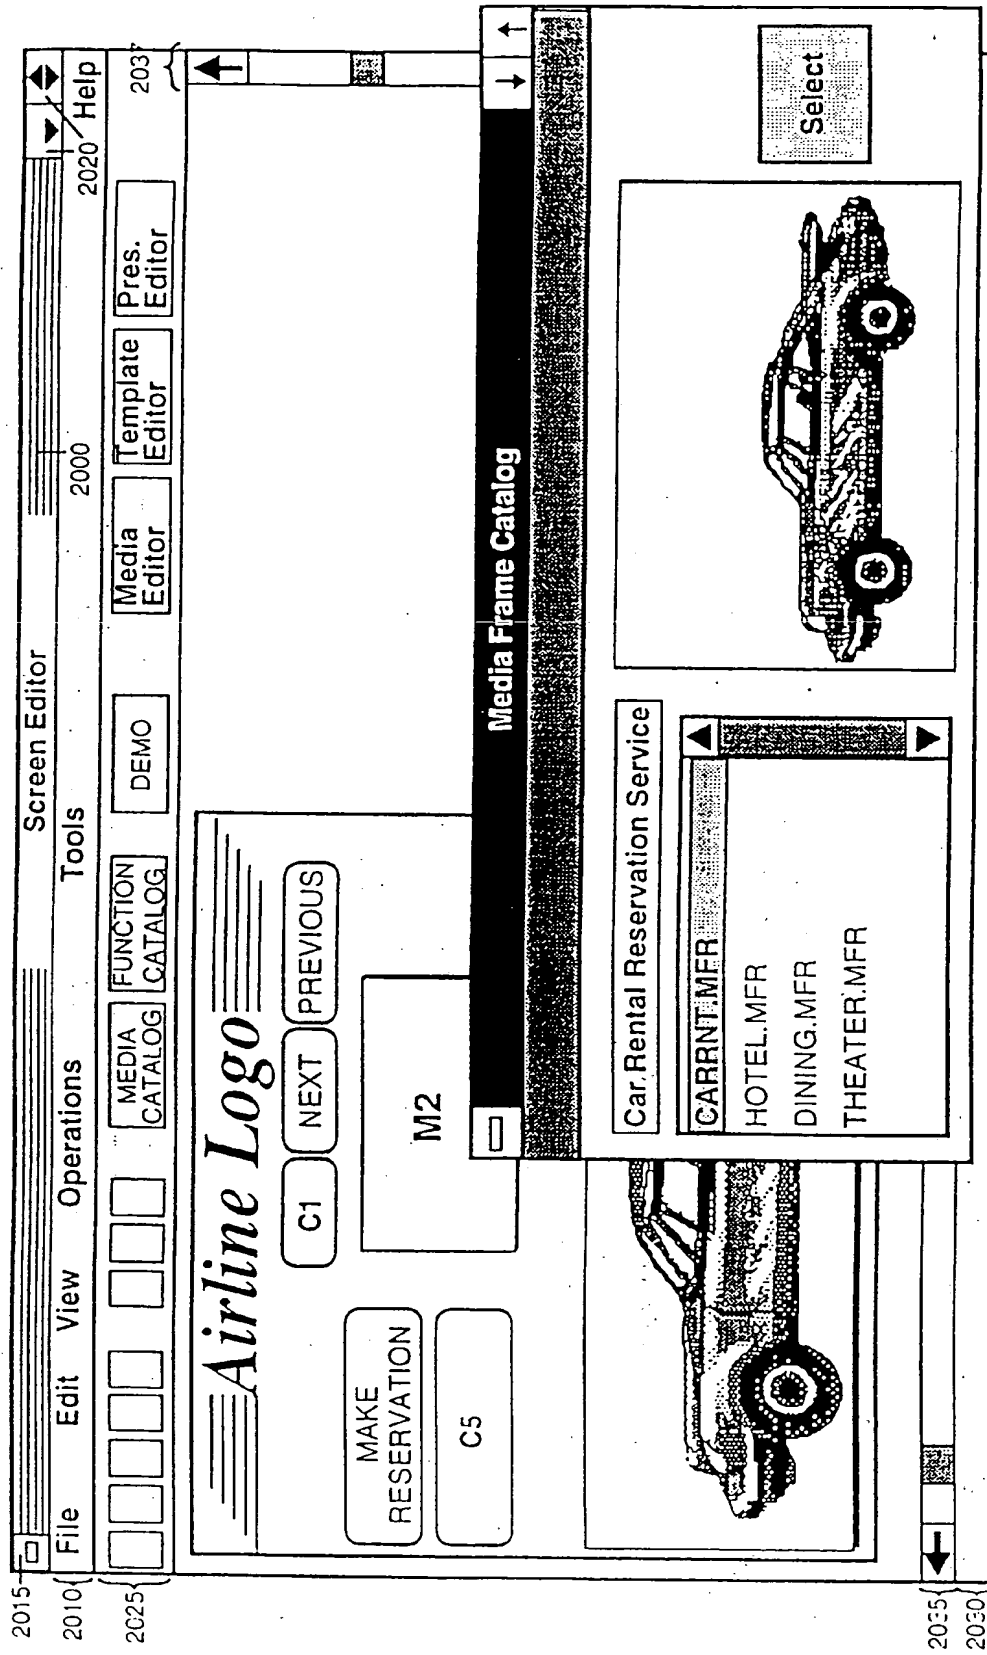 2015
Screen Editor
2010
File Edit View Operations Tools Help
2000
2020
2025
MEDIA
CATALOG
FUNCTION
CATALOG
DEMO
Media
Editor
Template
Editor
Pres.
Editor
2037
Airline Logo
C1
NEXT
PREVIOUS
MAKE
RESERVATION
C5
M2
Media Frame Catalog
Car Rental Reservation Service
CARRNT.MFR
HOTEL.MFR
DINING.MFR
THEATER.MFR
Select
2035
2030